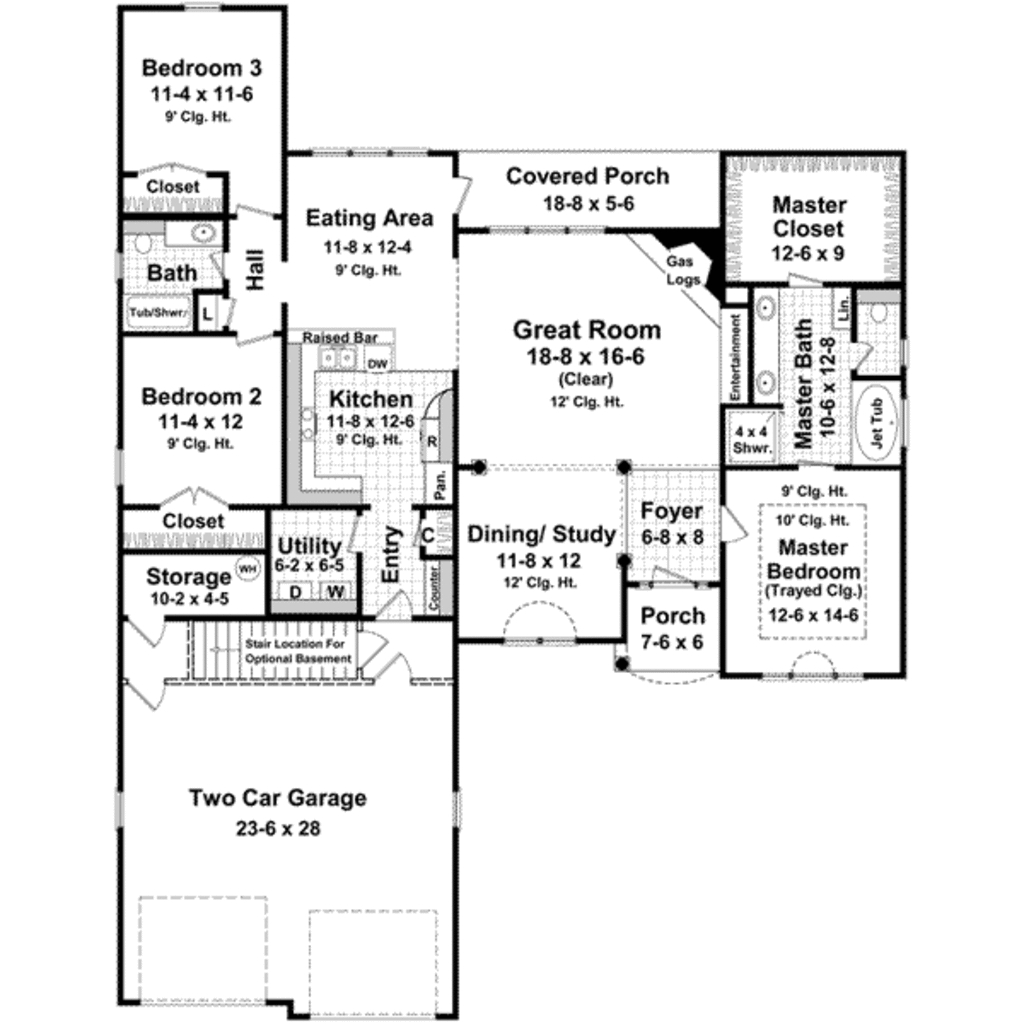 Bedroom 3
11-4 x 11-6
9' Clg. Ht.
Closet
Bath
Tub/Shwr.
L
Hall
Eating Area
11-8 x 12-4
9' Clg. Ht.
Covered Porch
18-8 x 5-6
Gas
Logs
Master
Closet
12-6 x 9
Great Room
18-8 x 16-6
(Clear)
12' Clg. Ht.
Entertainment
Lin.
Master Bath
10-6 x 12-8
4 x 4
Shwr.
Jet Tub
Raised Bar
DW
Kitchen
11-8 x 12-6
9' Clg. Ht.
R
Pan.
Bedroom 2
11-4 x 12
9' Clg. Ht.
Closet
Storage
10-2 x 4-5
WH
Utility
6-2 x 6-5
D
W
Entry
C
Counter
Dining/ Study
11-8 x 12
12' Clg. Ht.
Foyer
6-8 x 8
Porch
7-6 x 6
9' Clg. Ht.
10' Clg. Ht.
Master
Bedroom
(Trayed Clg.)
12-6 x 14-6
Stair Location For
Optional Basement
Two Car Garage
23-6 x 28